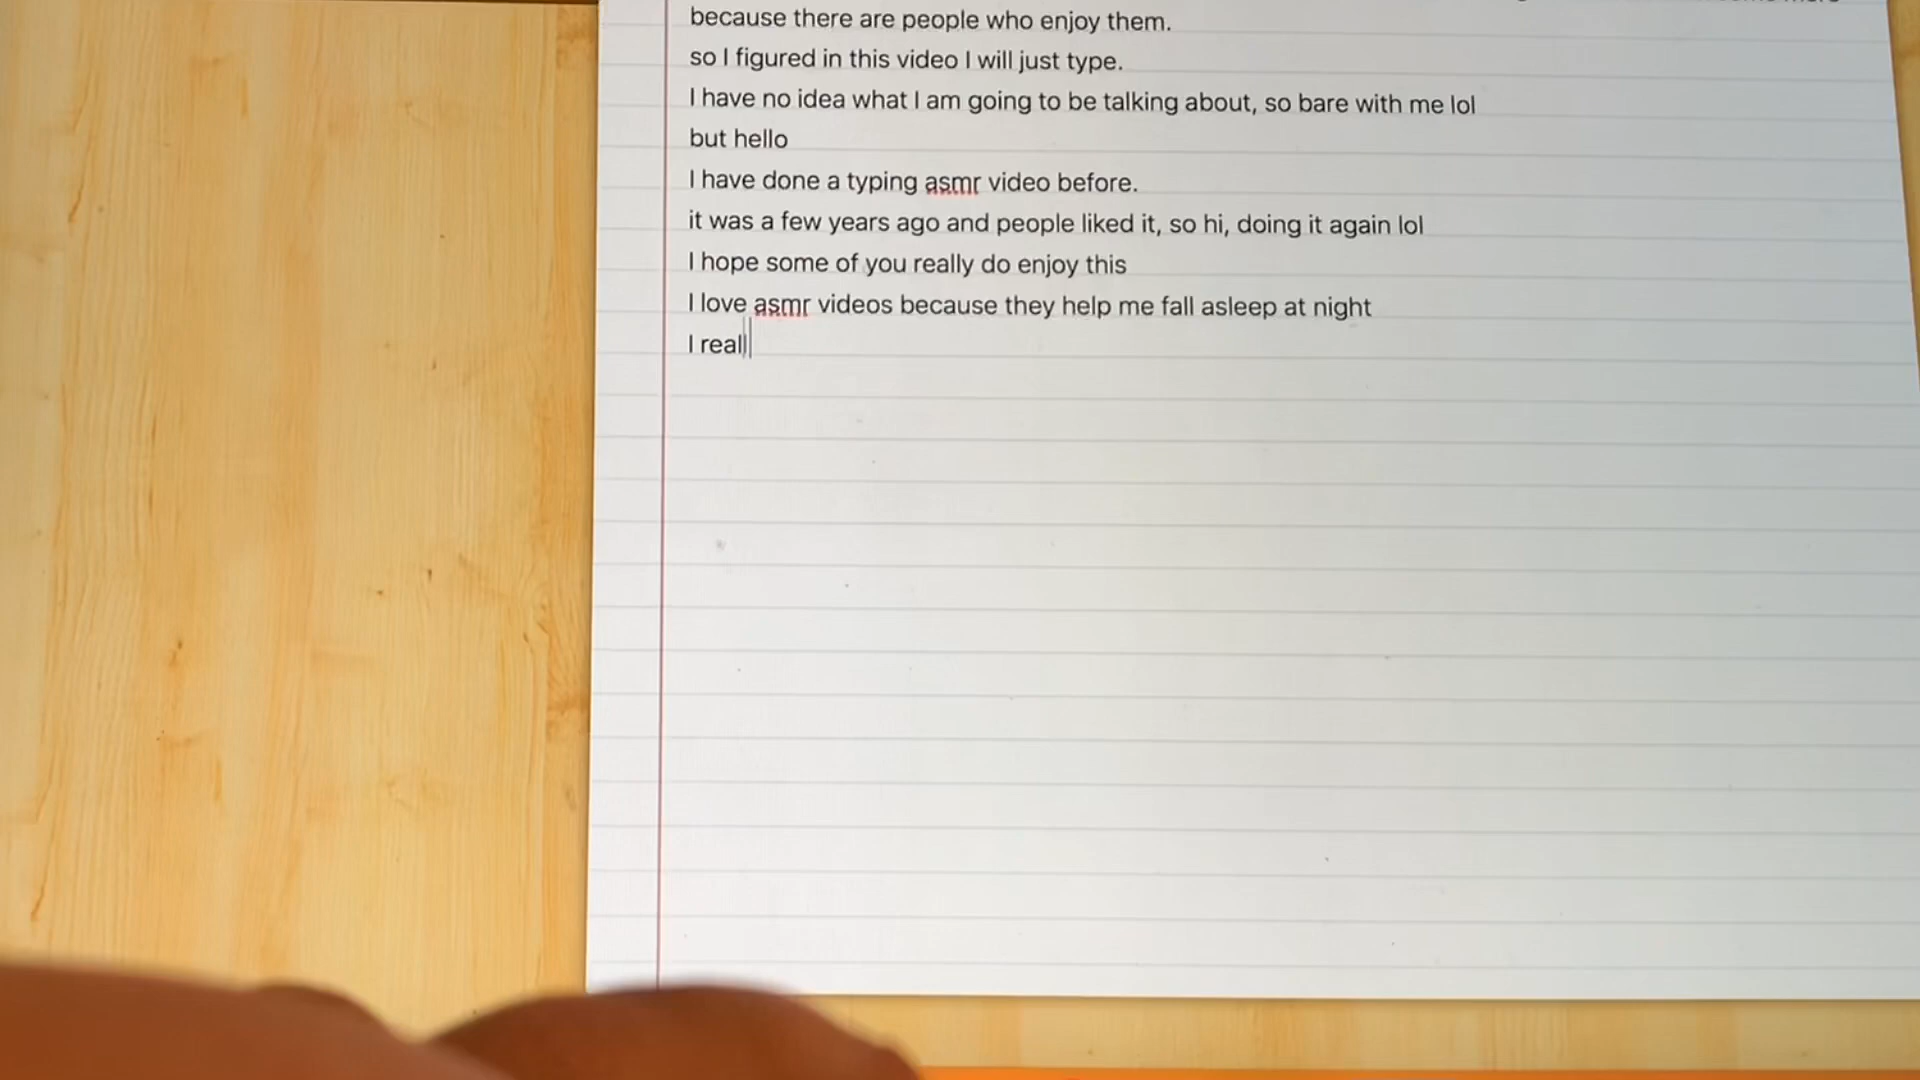 because there are people who enjoy them.
so I figured in this video I will just type.
I have no idea what I am going to be talking about, so bare with me lol
but hello
I have done a typing asmr video before.
it was a few years ago and people liked it, so hi, doing it again lol
I hope some of you really do enjoy this
I love asmr videos because they help me fall asleep at night
I reall